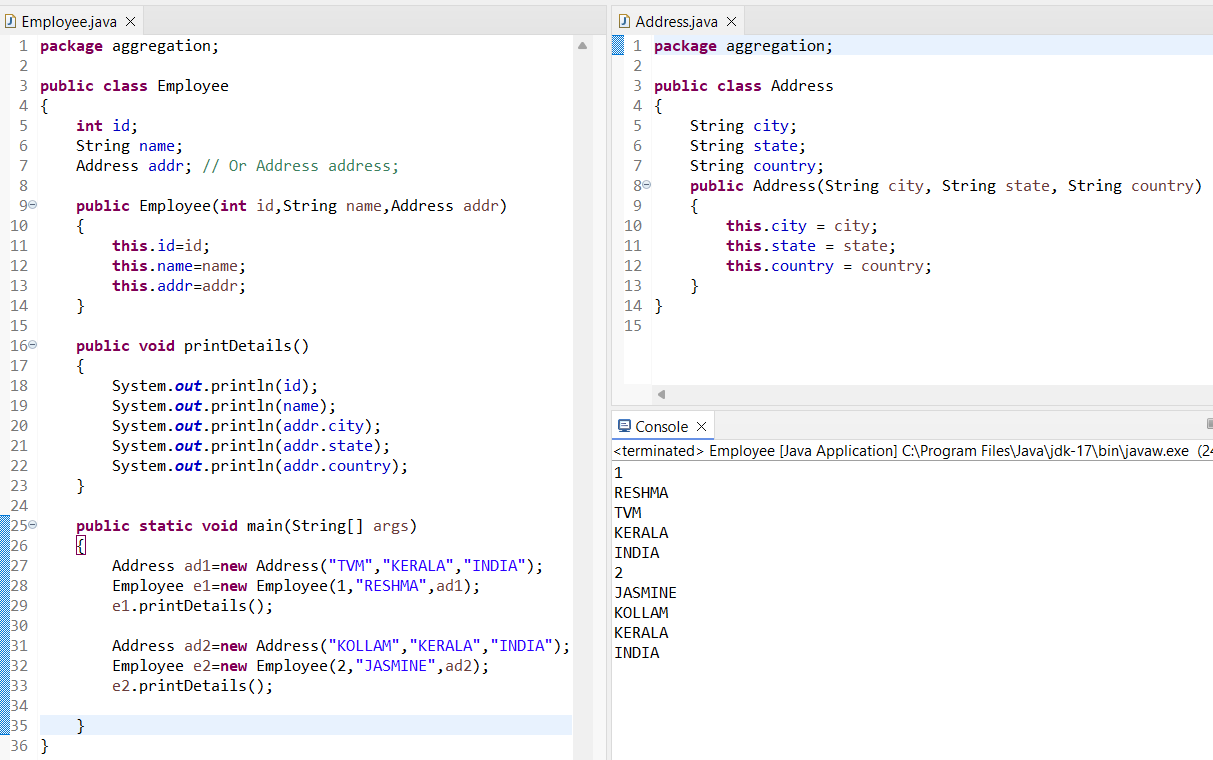 Employee.java
1 package aggregation;
2
3 public class Employee
4 {
5     int id;
6     String name;
7     Address addr; // Or Address address;
8
9     public Employee(int id,String name,Address addr)
10     {
11         this.id=id;
12         this.name=name;
13         this.addr=addr;
14     }
15
16     public void printDetails()
17     {
18         System.out.println(id);
19         System.out.println(name);
20         System.out.println(addr.city);
21         System.out.println(addr.state);
22         System.out.println(addr.country);
23     }
24
25     public static void main(String[] args)
26     {
27         Address ad1=new Address("TVM","KERALA","INDIA");
28         Employee e1=new Employee(1,"RESHMA",ad1);
29         e1.printDetails();
30
31         Address ad2=new Address("KOLLAM","KERALA","INDIA");
32         Employee e2=new Employee(2,"JASMINE",ad2);
33         e2.printDetails();
34
35     }
36 }
Address.java
1 package aggregation;
2
3 public class Address
4 {
5     String city;
6     String state;
7     String country;
8     public Address(String city, String state, String country)
9     {
10         this.city = city;
11         this.state = state;
12         this.country = country;
13     }
14 }
15
Console
<terminated> Employee [Java Application] C:\Program Files\Java\jdk-17\bin\javaw.exe (24
1
RESHMA
TVM
KERALA
INDIA
2
JASMINE
KOLLAM
KERALA
INDIA